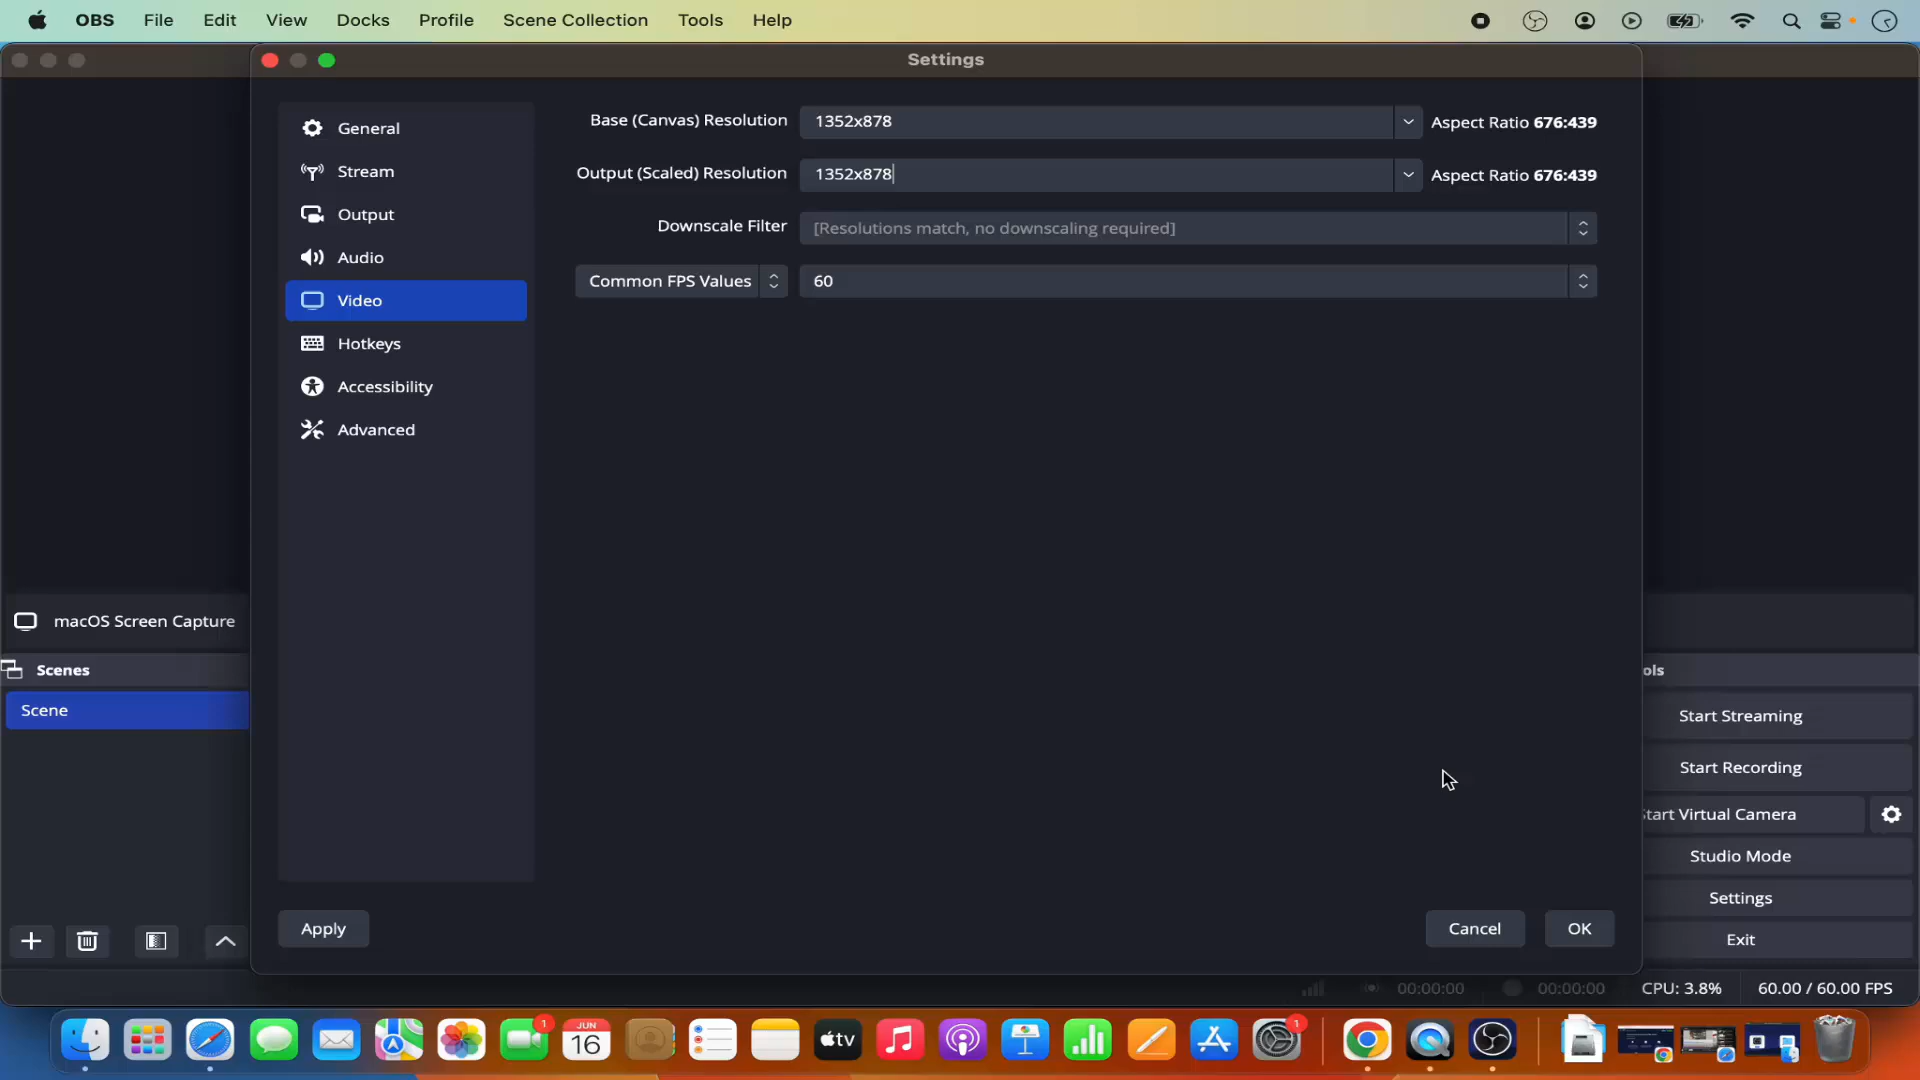 OBS File Edit View Docks Profile Scene Collection Tools Help
Settings
General
Stream
Output
Audio
Video
Hotkeys
Accessibility
Advanced
Base (Canvas) Resolution 1352x878 Aspect Ratio 676:439
Output (Scaled) Resolution 1352x878 Aspect Ratio 676:439
Downscale Filter [Resolutions match, no downscaling required]
Common FPS Values 60
Apply Cancel OK
macOS Screen Capture
Scenes
Scene
ols
Start Streaming
Start Recording
tart Virtual Camera
Studio Mode
Settings
Exit
00:00:00 00:00:00 CPU: 3.8% 60.00 / 60.00 FPS
1 JUN 16 tv 1